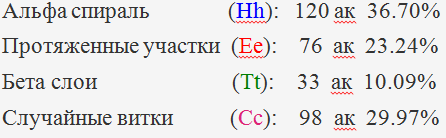 Альфа спираль (Hh): 120 ак 36.70%
Протяженные участки (Ee): 76 ак 23.24%
Бета слои (Tt): 33 ак 10.09%
Случайные витки (Cc): 98 ак 29.97%